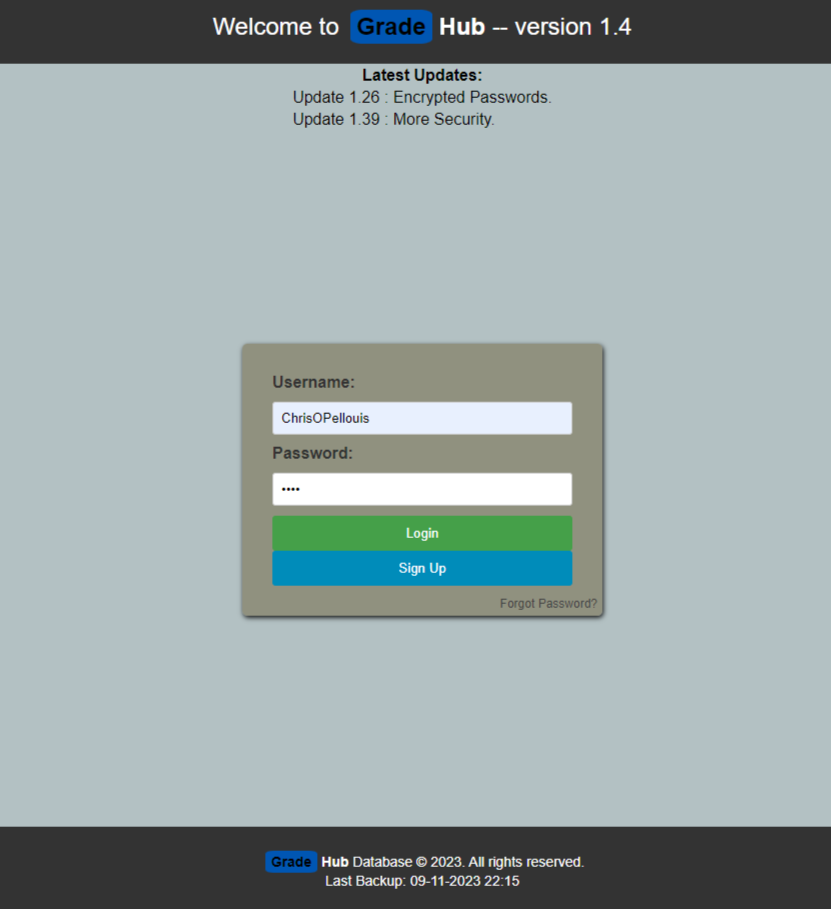 Welcome to Grade Hub -- version 1.4
Latest Updates:
Update 1.26 : Encrypted Passwords.
Update 1.39 : More Security.
Username:
ChrisOPellouis
Password:
••••
Login
Sign Up
Forgot Password?
Grade Hub Database © 2023. All rights reserved.
Last Backup: 09-11-2023 22:15